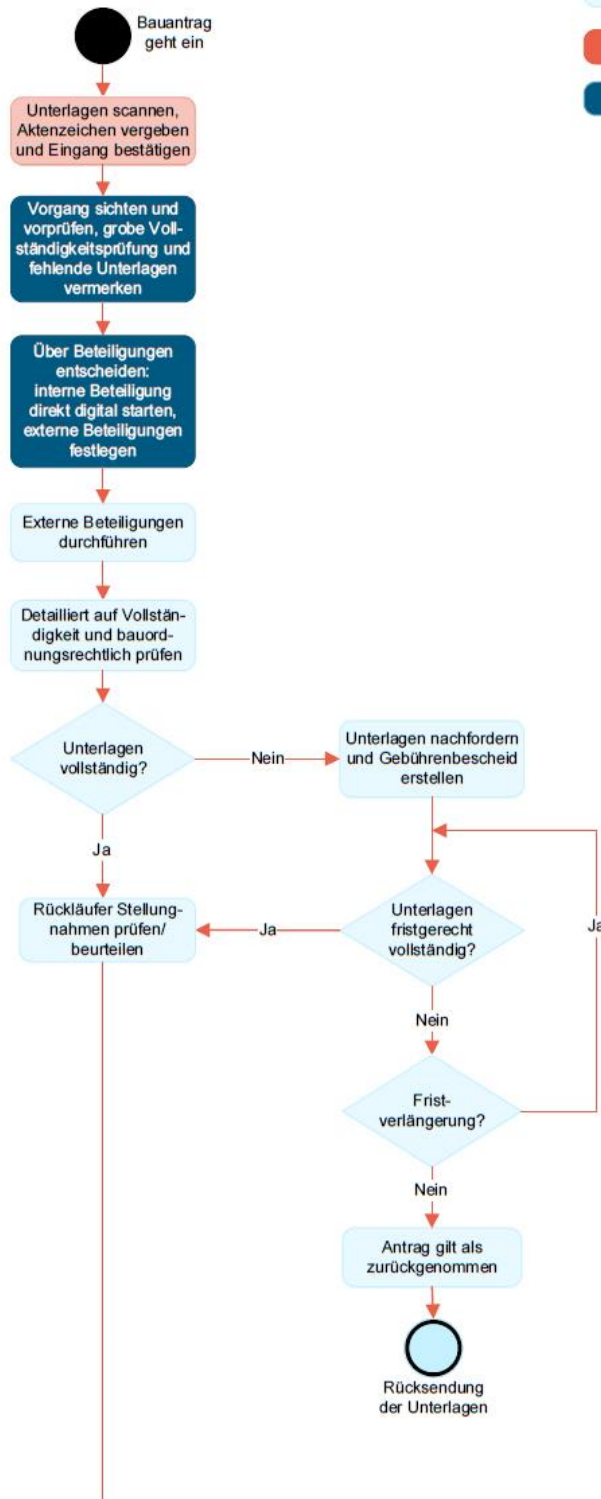 Bauantrag
geht ein
Unterlagen scannen,
Aktenzeichen vergeben
und Eingang bestätigen
Vorgang sichten und
vorprüfen, grobe Voll-
ständigkeitsprüfung und
fehlende Unterlagen
vermerken
Über Beteiligungen
entscheiden:
interne Beteiligung
direkt digital starten,
externe Beteiligungen
festlegen
Externe Beteiligungen
durchführen
Detailliert auf Vollstän-
digkeit und bauord-
nungsrechtlich prüfen
Unterlagen
vollständig?
Nein
Unterlagen nachfordern
und Gebührenbescheid
erstellen
Ja
Rückläufer Stellung-
nahmen prüfen/
beurteilen
Ja
Unterlagen
fristgerecht
vollständig?
Ja
Nein
Frist-
verlängerung?
Nein
Antrag gilt als
zurückgenommen
Rücksendung
der Unterlagen